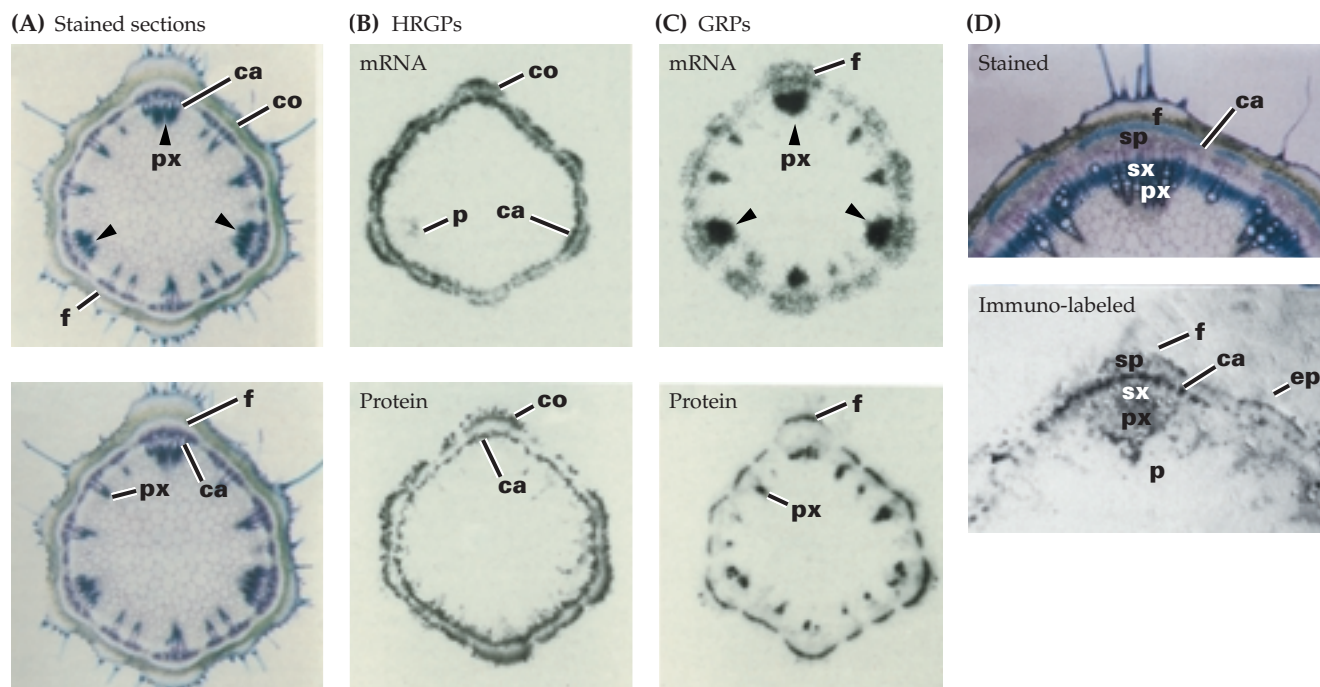 (A) Stained sections
ca
co
px
f
f
px
ca
(B) HRGPs
mRNA
co
p
ca
Protein
co
ca
(C) GRPs
mRNA
f
px
Protein
f
px
(D)
Stained
f
ca
sp
sx
px
Immuno-labeled
f
sp
ca
ep
sx
px
p